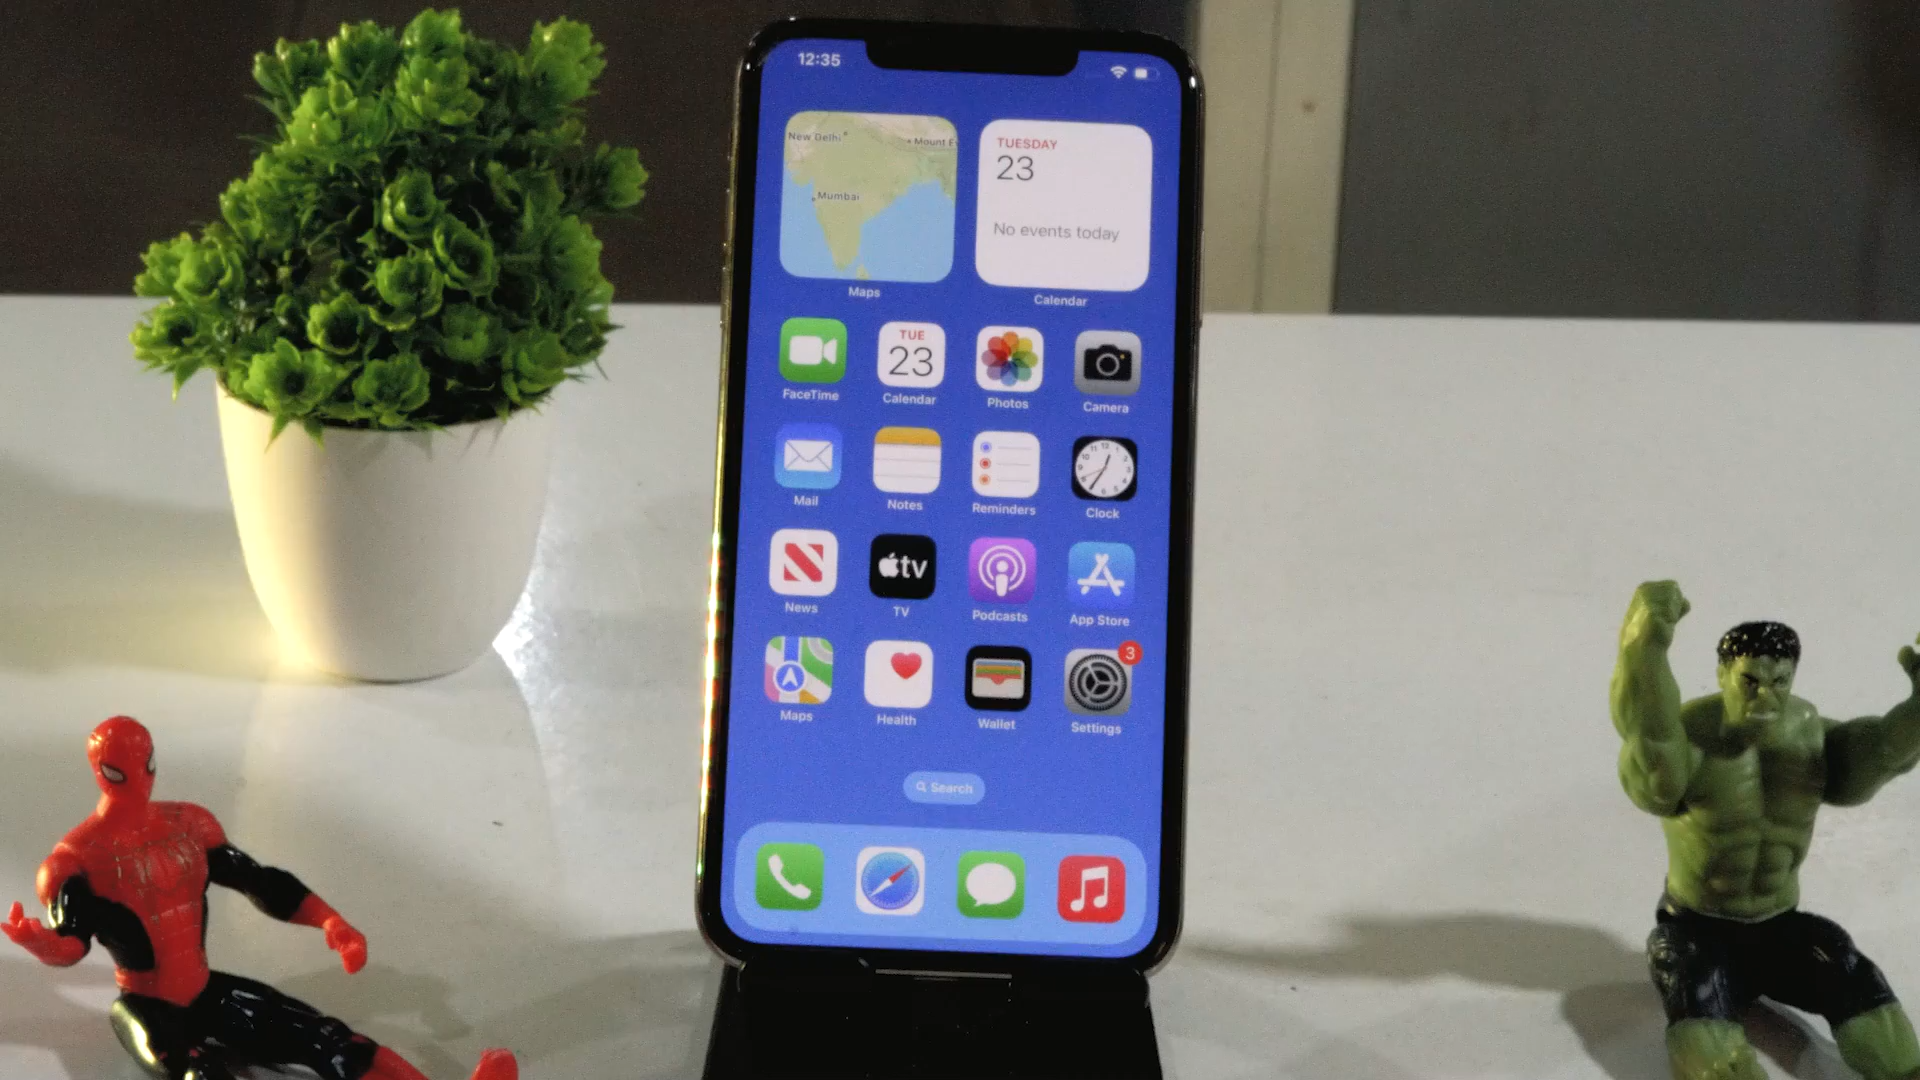 12:35
New Delhi
Mount E
Mumbai
Maps
TUESDAY
23
No events today
Calendar
FaceTime
TUE
23
Calendar
Photos
Camera
Mail
Notes
Reminders
Clock
News
tv
TV
Podcasts
App Store
Maps
Health
Wallet
3
Settings
Search